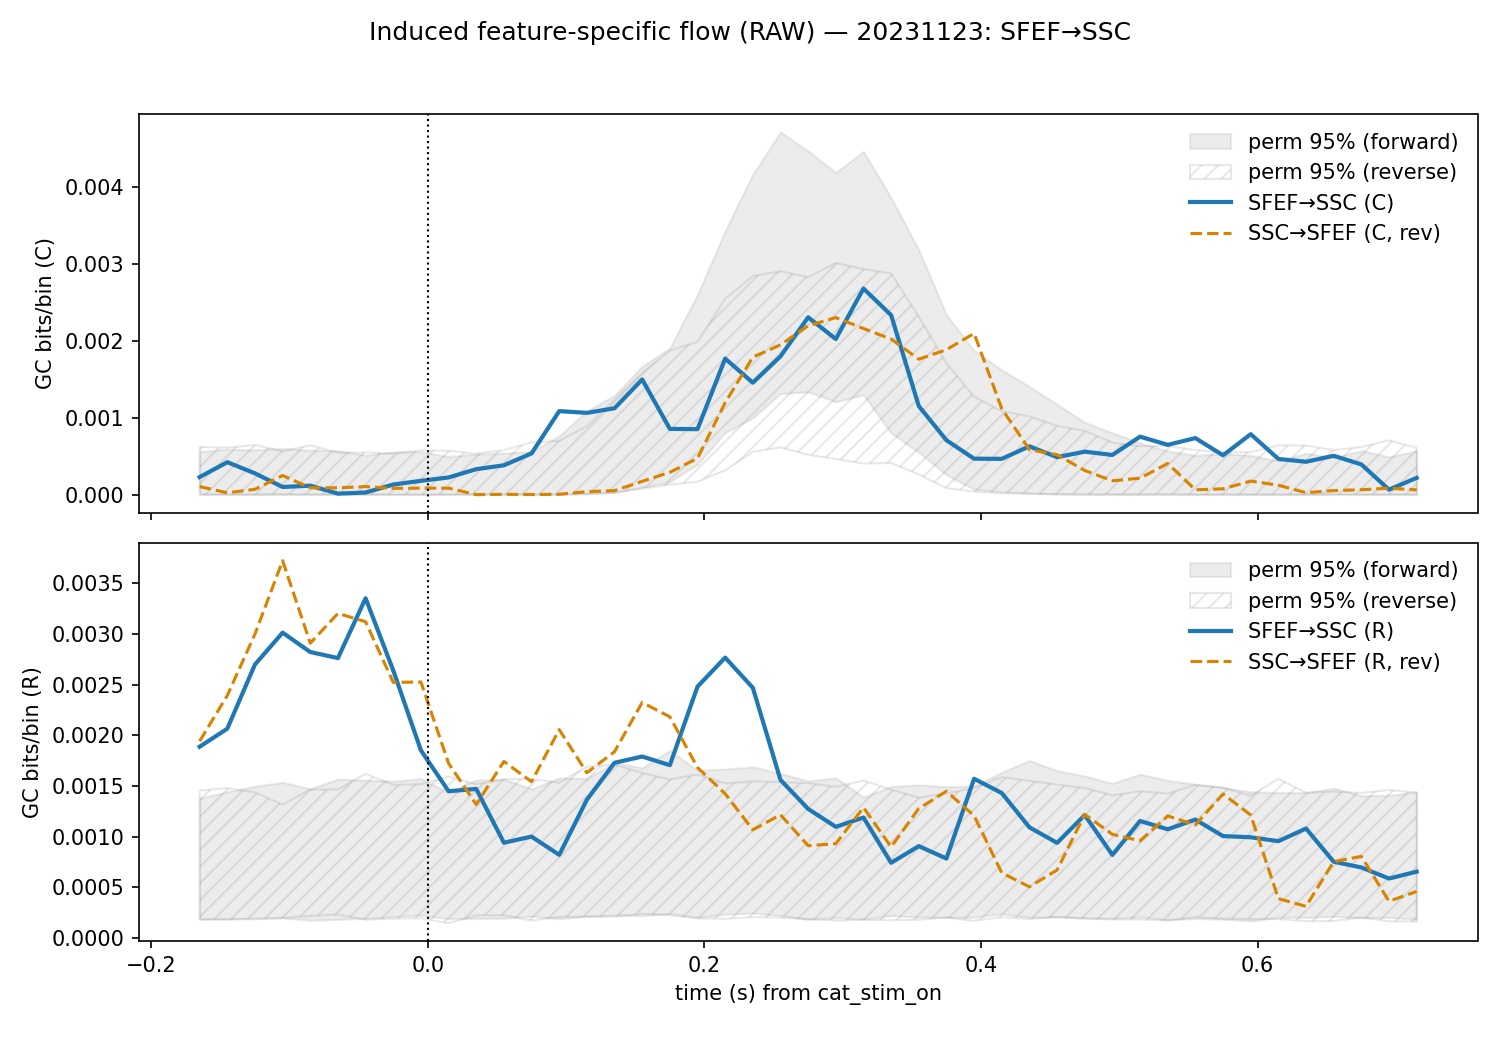 Induced feature-specific flow (RAW) — 20231123: SFEF→SSC
GC bits/bin (C)
0.004
0.003
0.002
0.001
0.000
perm 95% (forward)
perm 95% (reverse)
SFEF→SSC (C)
SSC→SFEF (C, rev)
GC bits/bin (R)
0.0035
0.0030
0.0025
0.0020
0.0015
0.0010
0.0005
0.0000
perm 95% (forward)
perm 95% (reverse)
SFEF→SSC (R)
SSC→SFEF (R, rev)
−0.2 0.0 0.2 0.4 0.6
time (s) from cat_stim_on